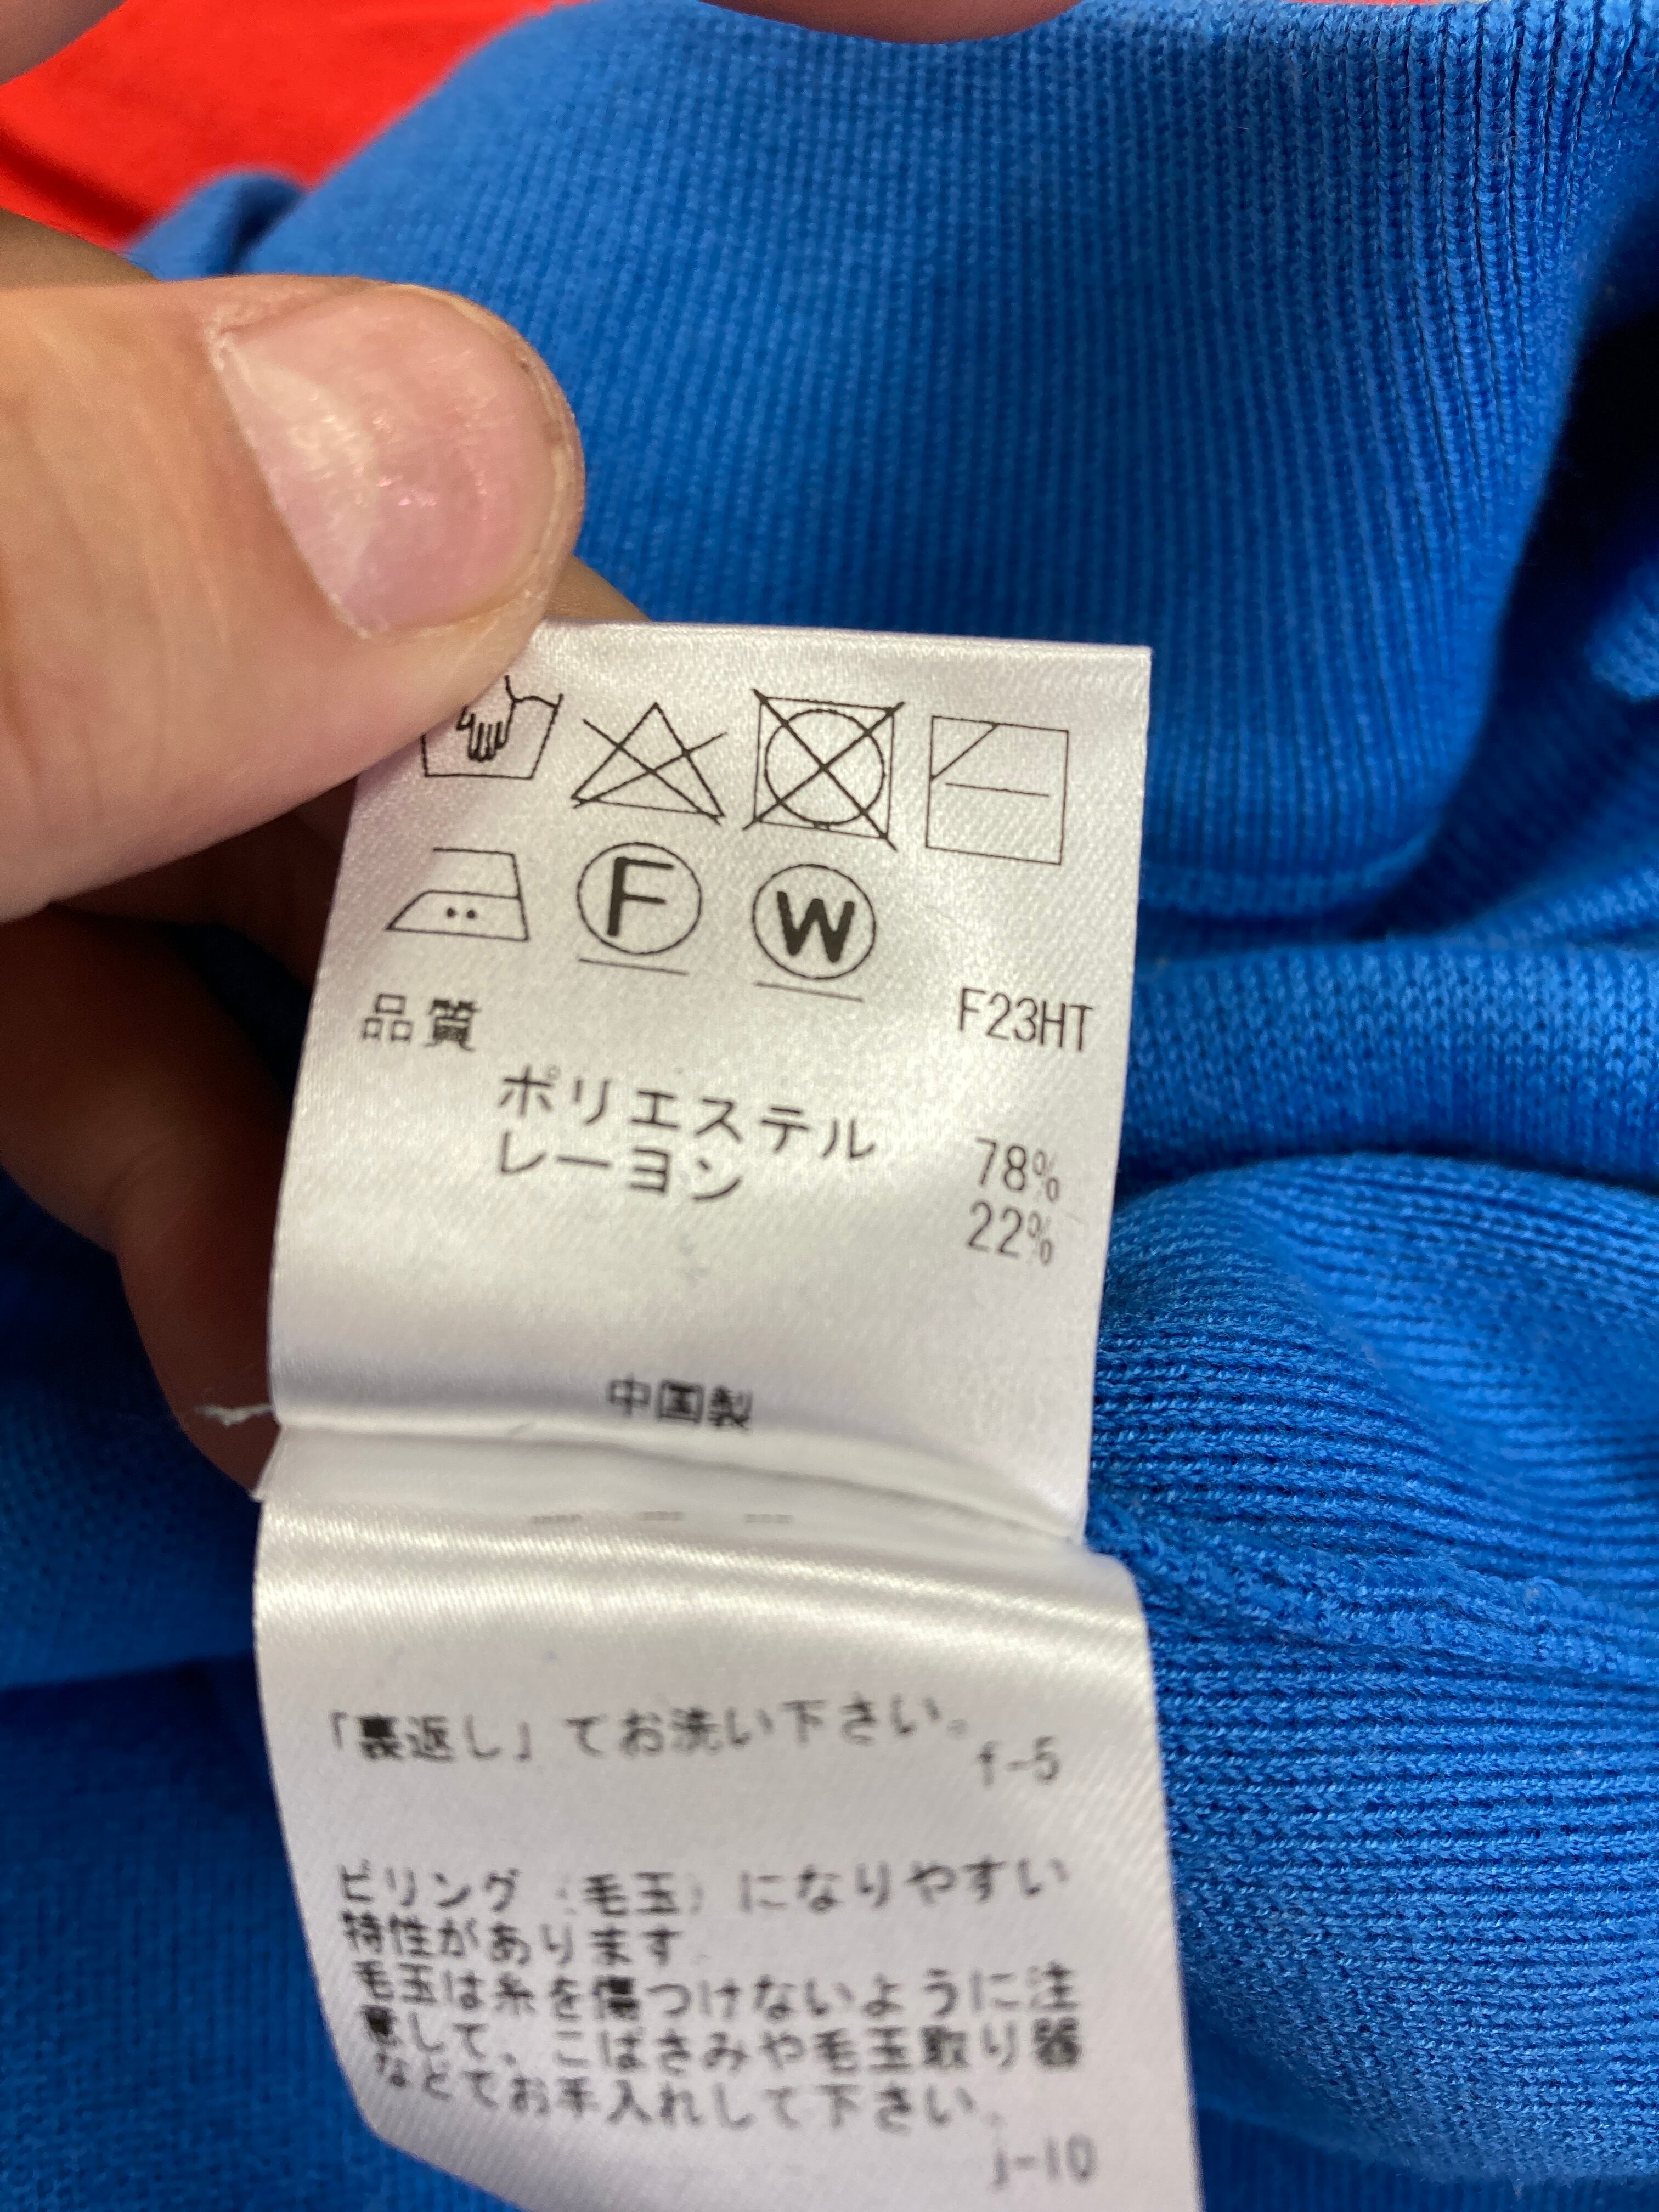 F
W
品質
F23HT
ポリエステル 78%
レーヨン 22%
中国製
「裏返し」でお洗い下さい。
f-5
ピリング(毛玉)になりやすい
特性があります
毛玉は糸を傷つけないように注
意して、こばさみや毛玉取り器
などでお手入れして下さい。
j-10